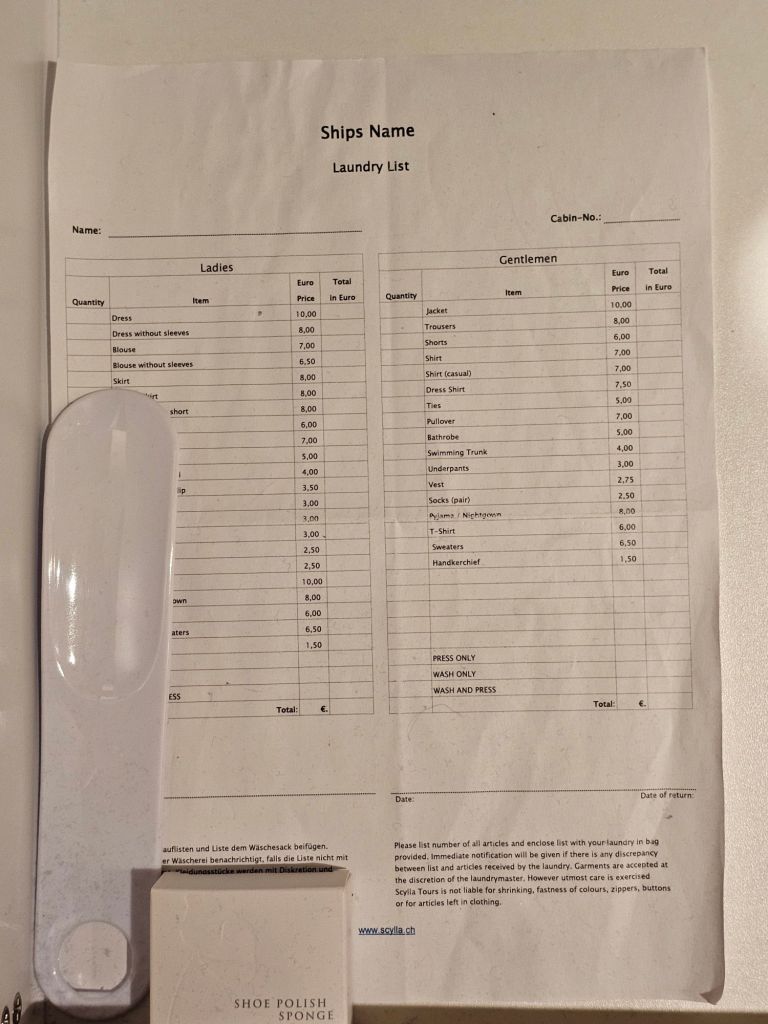 Ships Name
Laundry List
Name:
Cabin-No.:
Ladies
Quantity Item Euro Price Total in Euro
Dress 10,00
Dress without sleeves 8,00
Blouse 7,00
Blouse without sleeves 6,50
Skirt 8,00
8,00
short 8,00
6,00
7,00
5,00
4,00
3,50
3,00
3,00
3,00
2,50
2,50
10,00
8,00
6,00
6,50
1,50
Total: €.
Gentlemen
Quantity Item Euro Price Total in Euro
Jacket 10,00
Trousers 8,00
Shorts 6,00
Shirt 7,00
Shirt (casual) 7,00
Dress Shirt 7,50
Ties 5,00
Pullover 7,00
Bathrobe 5,00
Swimming Trunk 4,00
Underpants 3,00
Vest 2,75
Socks (pair) 2,50
Pyjama / Nightgown 8,00
T-Shirt 6,00
Sweaters 6,50
Handkerchief 1,50
PRESS ONLY
WASH ONLY
WASH AND PRESS
Total: €.
Date: Date of return:
auflisten und Liste dem Wäschesack beifügen.
er Wäscherei benachrichtigt, falls die Liste nicht mit
Kleidungsstücke werden mit Diskretion und
Please list number of all articles and enclose list with your laundry in bag
provided. Immediate notification will be given if there is any discrepancy
between list and articles received by the laundry. Garments are accepted at
the discretion of the laundrymaster. However utmost care is exercised
Scylla Tours is not liable for shrinking, fastness of colours, zippers, buttons
or for articles left in clothing.
www.scylla.ch
SHOE POLISH
SPONGE